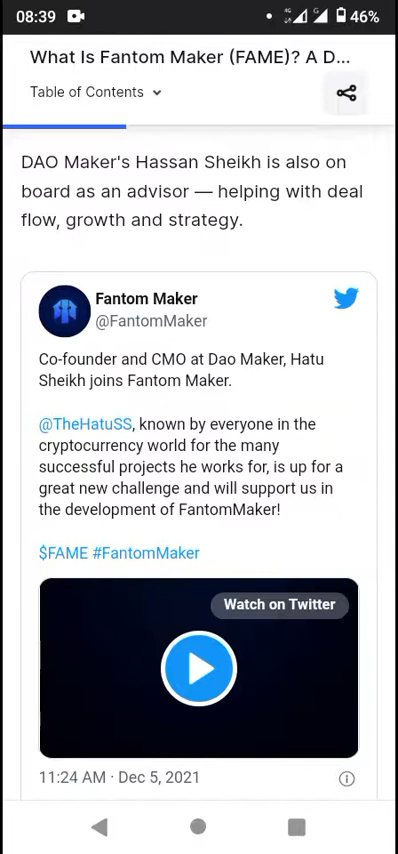 08:39
4G G 46%
What Is Fantom Maker (FAME)? A D...
Table of Contents
DAO Maker's Hassan Sheikh is also on
board as an advisor — helping with deal
flow, growth and strategy.
Fantom Maker
@FantomMaker
Co-founder and CMO at Dao Maker, Hatu
Sheikh joins Fantom Maker.
@TheHatuSS, known by everyone in the
cryptocurrency world for the many
successful projects he works for, is up for a
great new challenge and will support us in
the development of FantomMaker!
$FAME #FantomMaker
Watch on Twitter
11:24 AM · Dec 5, 2021